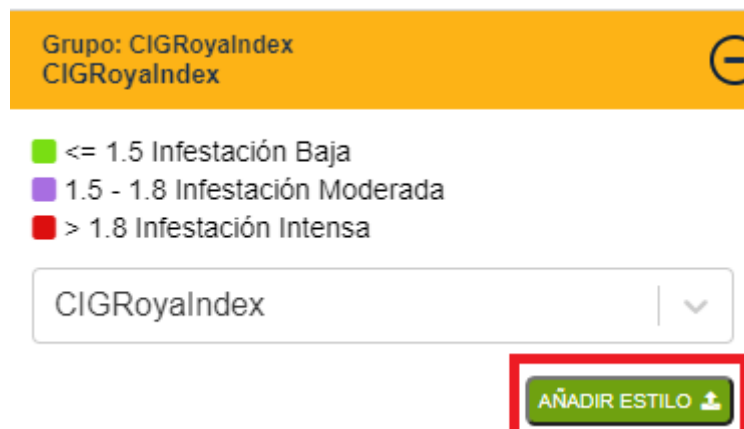 Grupo: CIGRoyaIndex
CIGRoyaIndex
<= 1.5 Infestación Baja
1.5 - 1.8 Infestación Moderada
> 1.8 Infestación Intensa
CIGRoyaIndex
AÑADIR ESTILO